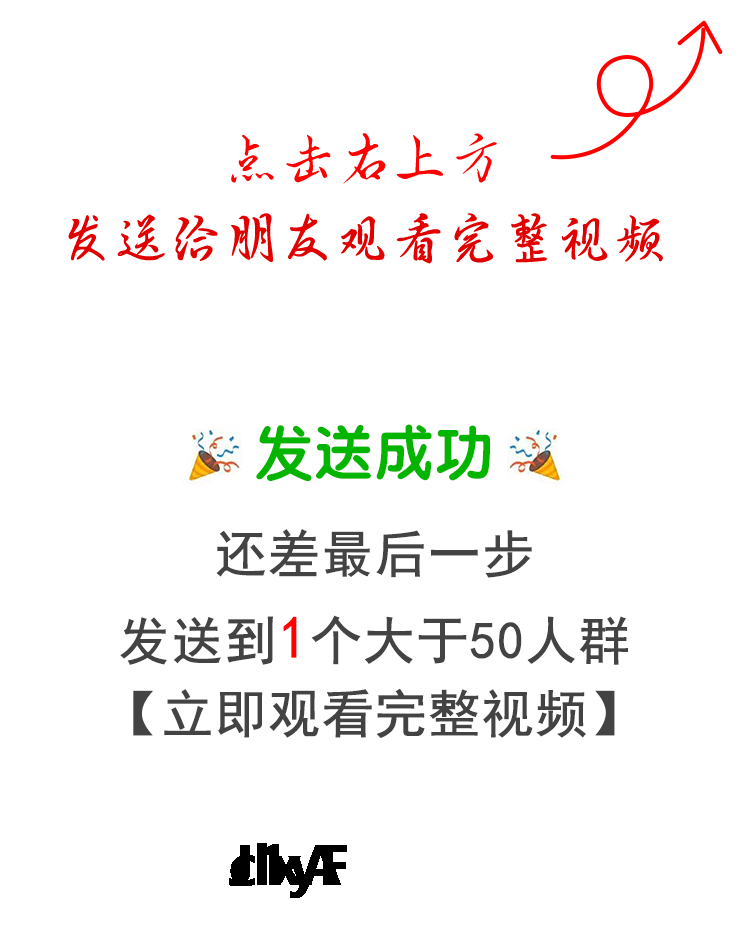 点击右上方
发送给朋友观看完整视频
发送成功
还差最后一步
发送到1个大于50人群
【立即观看完整视频】